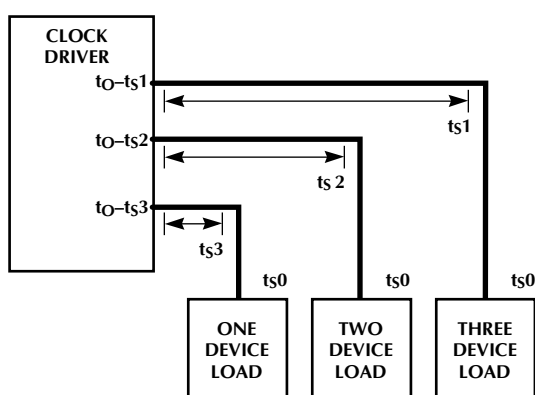 CLOCK
DRIVER
tO–tS1
tS1
tO–tS2
tS 2
tO–tS3
tS3
tS0
tS0
tS0
ONE
DEVICE
LOAD
TWO
DEVICE
LOAD
THREE
DEVICE
LOAD